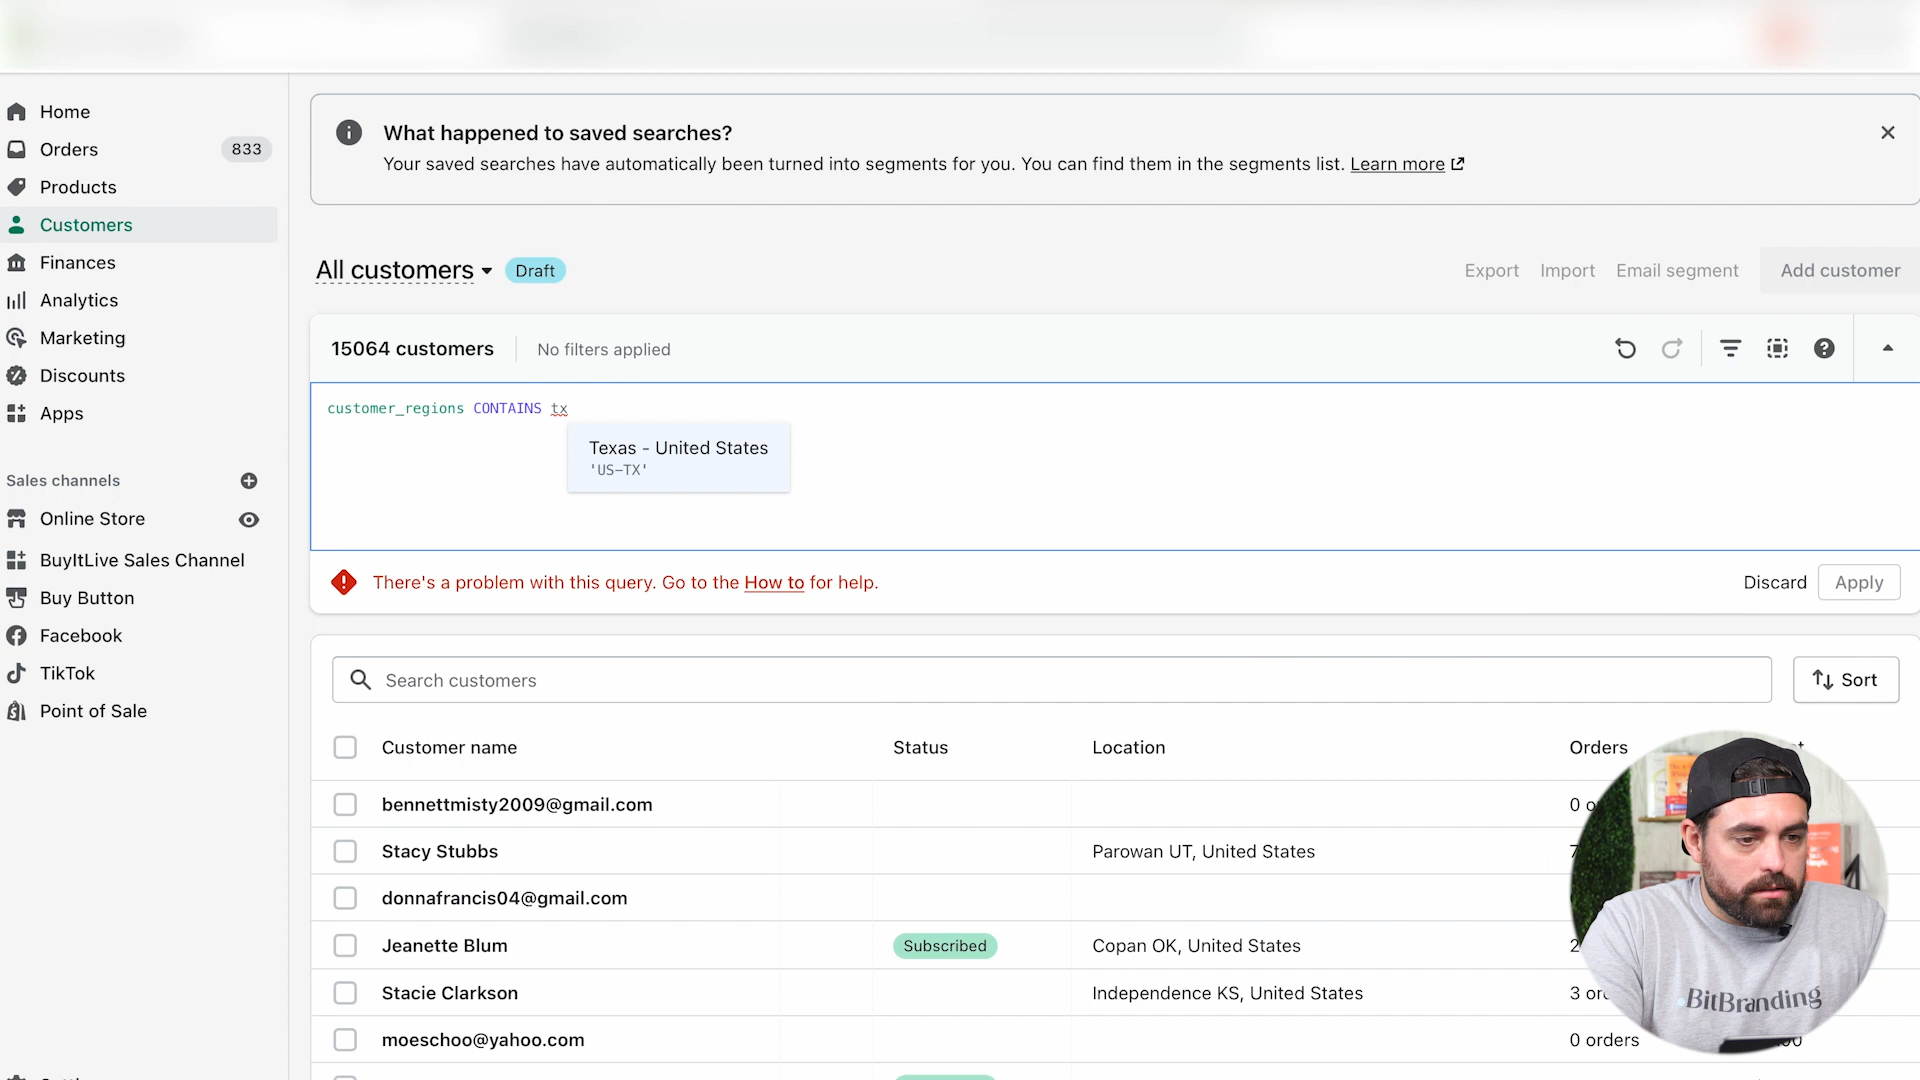 Home
Orders 833
Products
Customers
Finances
Analytics
Marketing
Discounts
Apps
Sales channels
Online Store
BuyItLive Sales Channel
Buy Button
Facebook
TikTok
Point of Sale
What happened to saved searches?
Your saved searches have automatically been turned into segments for you. You can find them in the segments list. Learn more
All customers Draft
Export Import Email segment Add customer
15064 customers No filters applied
customer_regions CONTAINS tx
Texas - United States
'US-TX'
There's a problem with this query. Go to the How to for help.
Discard Apply
Search customers
Sort
Customer name Status Location Orders
bennettmisty2009@gmail.com 0
Stacy Stubbs Parowan UT, United States 7
donnafrancis04@gmail.com
Jeanette Blum Subscribed Copan OK, United States 2
Stacie Clarkson Independence KS, United States 3
moeschoo@yahoo.com 0 orders
BitBranding